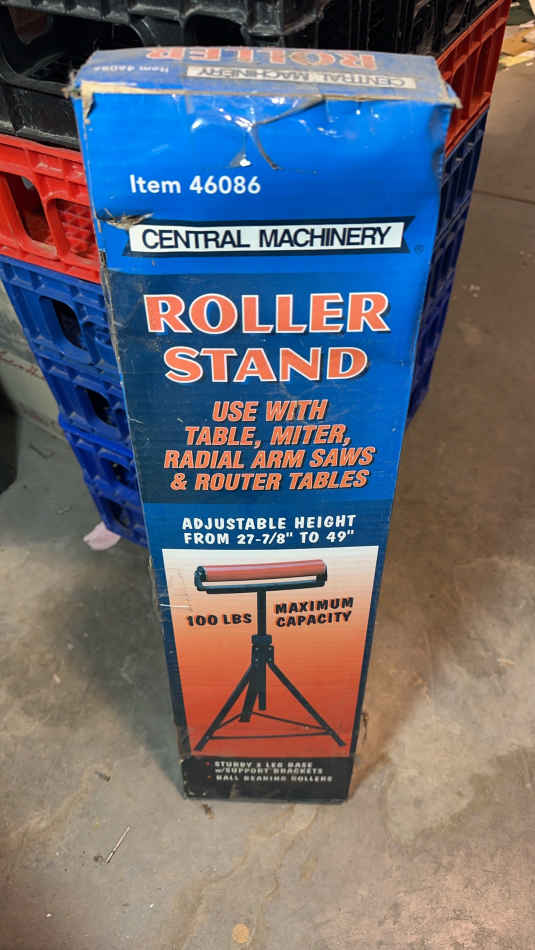 ROLLER
Item 46086
CENTRAL MACHINERY
Item 46086
CENTRAL MACHINERY
®
ROLLER
STAND
USE WITH
TABLE, MITER,
RADIAL ARM SAWS
& ROUTER TABLES
ADJUSTABLE HEIGHT
FROM 27-7/8" TO 49"
100 LBS MAXIMUM
CAPACITY
• STURDY 3 LEG BASE
w/SUPPORT BRACKETS
• BALL BEARING ROLLERS